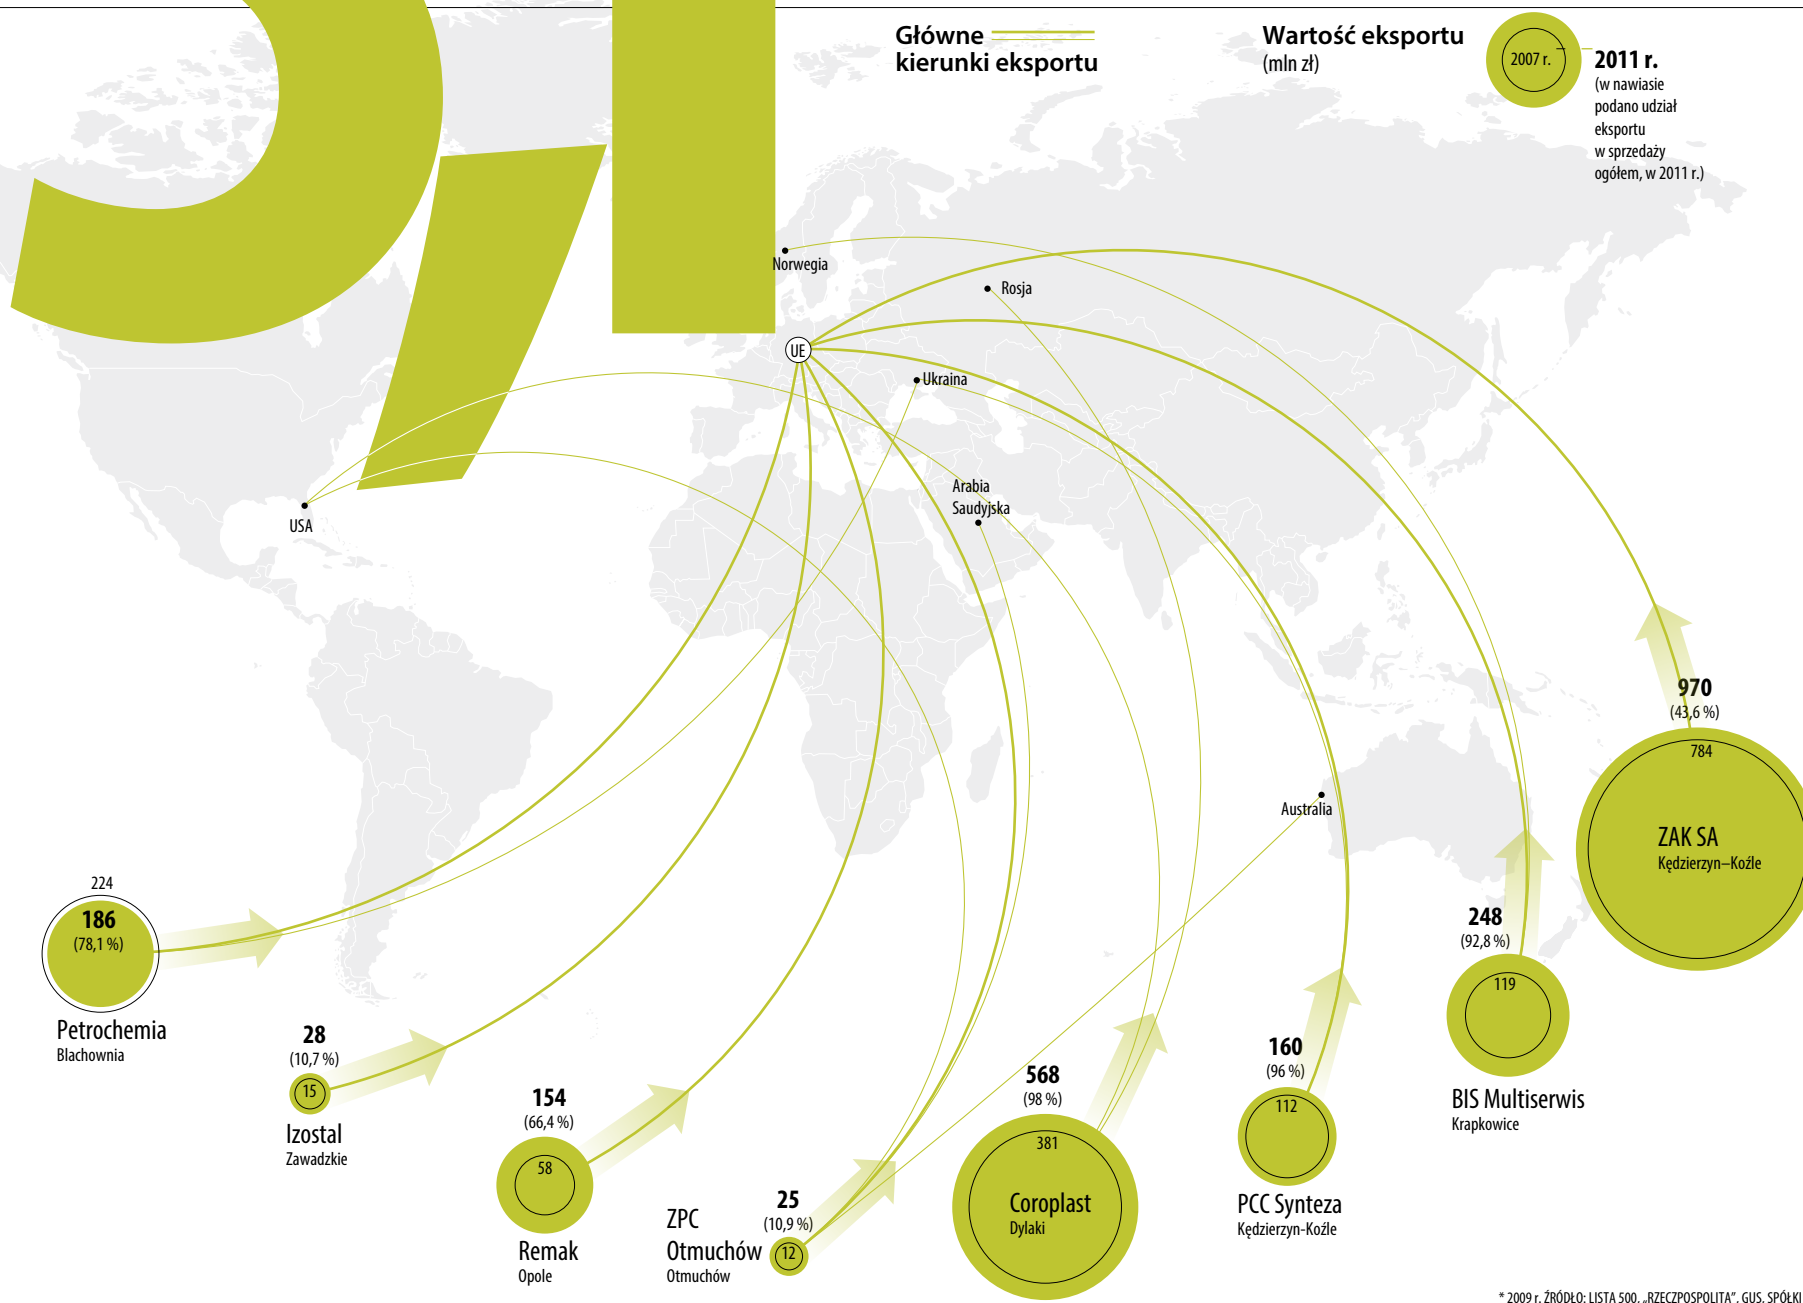 Główne
kierunki eksportu
Wartość eksportu
(mln zł)
2007 r.
2011 r.
(w nawiasie
podano udział
eksportu
w sprzedaży
ogółem, w 2011 r.)
Norwegia
Rosja
UE
Ukraina
Arabia
Saudyjska
USA
Australia
970
(43,6 %)
784
ZAK SA
Kędzierzyn–Koźle
224
186
(78,1 %)
Petrochemia
Blachownia
28
(10,7 %)
15
Izostal
Zawadzkie
154
(66,4 %)
58
Remak
Opole
25
(10,9 %)
12
ZPC
Otmuchów
Otmuchów
568
(98 %)
381
Coroplast
Dylaki
160
(96 %)
112
PCC Synteza
Kędzierzyn-Koźle
248
(92,8 %)
119
BIS Multiserwis
Krapkowice
* 2009 r. ŹRÓDŁO: LISTA 500. „RZECZPOSPOLITA”. GUS. SPÓŁKI